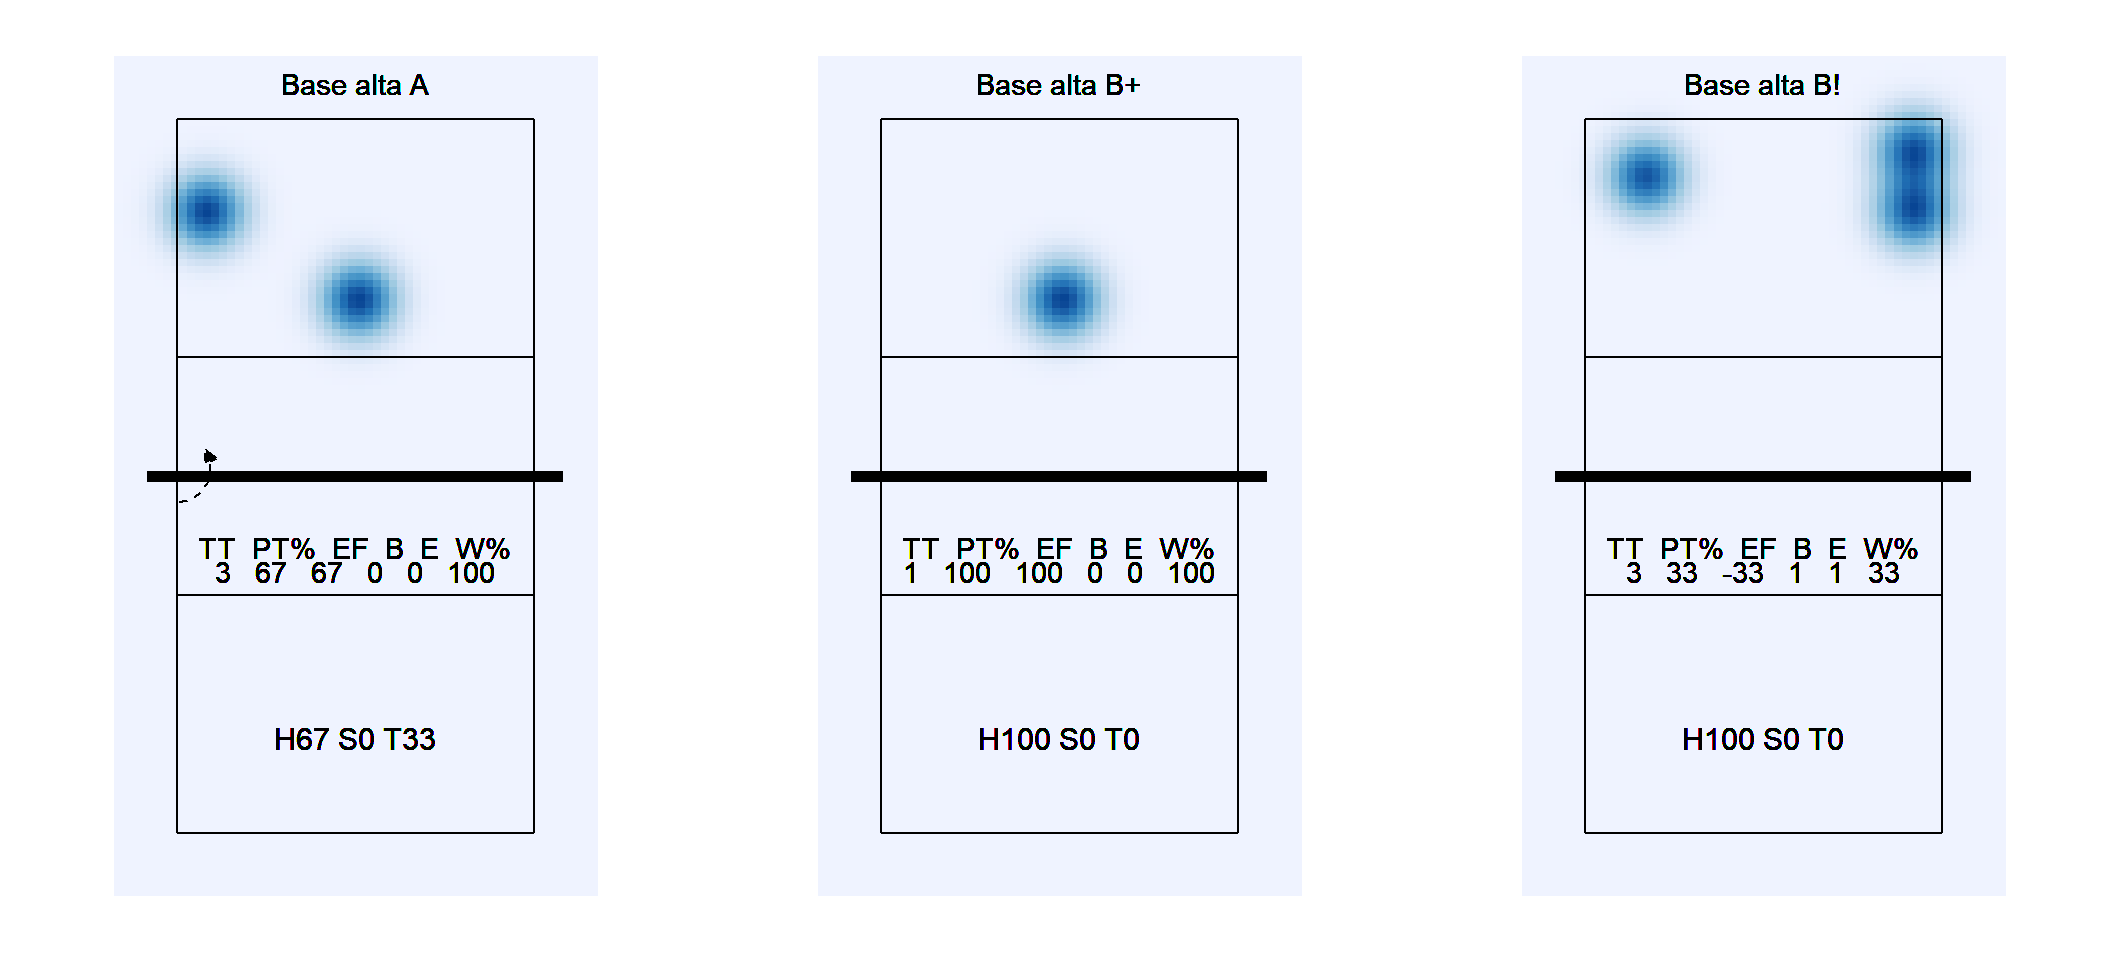 Base alta A
TT PT% EF B E W%
3 67 67 0 0 100
H67 S0 T33
Base alta B+
TT PT% EF B E W%
1 100 100 0 0 100
H100 S0 T0
Base alta B!
TT PT% EF B E W%
3 33 -33 1 1 33
H100 S0 T0